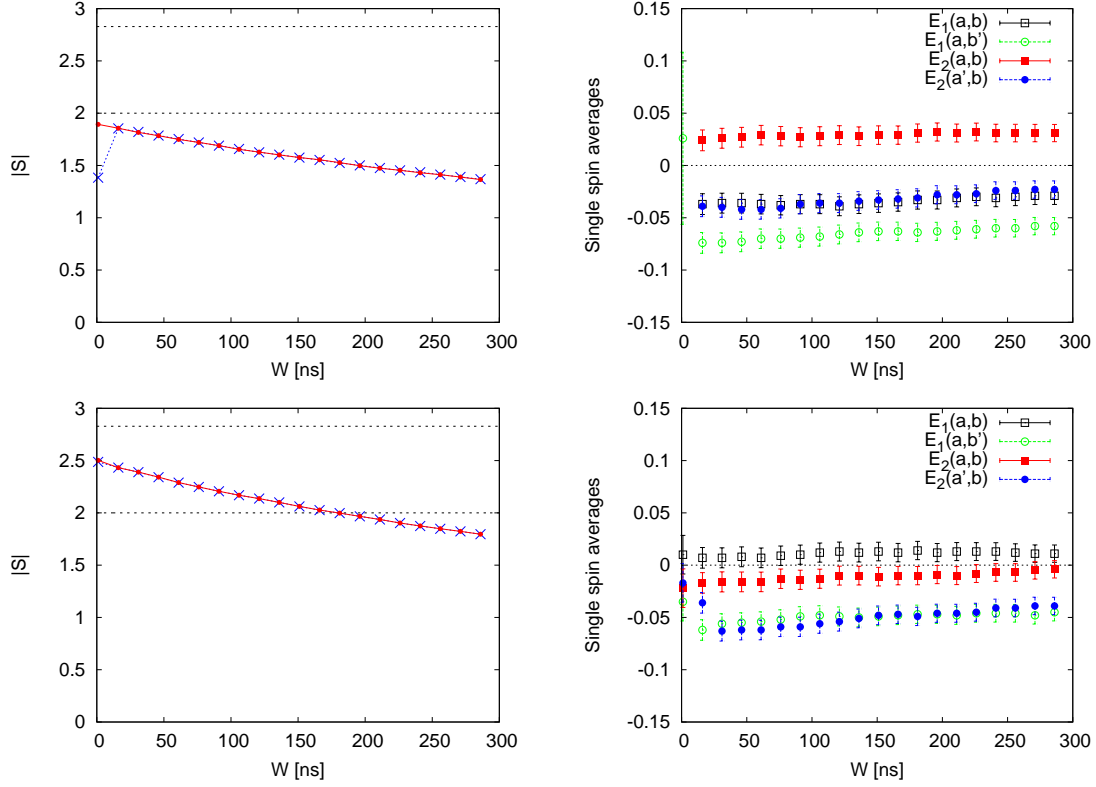 3
2.5
2
1.5
1
0.5
0
|S|
0 50 100 150 200 250 300
W [ns]
0.15
0.1
0.05
0
-0.05
-0.1
-0.15
Single spin averages
E1(a,b)
E1(a,b')
E2(a,b)
E2(a',b)
0 50 100 150 200 250 300
W [ns]
3
2.5
2
1.5
1
0.5
0
|S|
0 50 100 150 200 250 300
W [ns]
0.15
0.1
0.05
0
-0.05
-0.1
-0.15
Single spin averages
E1(a,b)
E1(a,b')
E2(a,b)
E2(a',b)
0 50 100 150 200 250 300
W [ns]